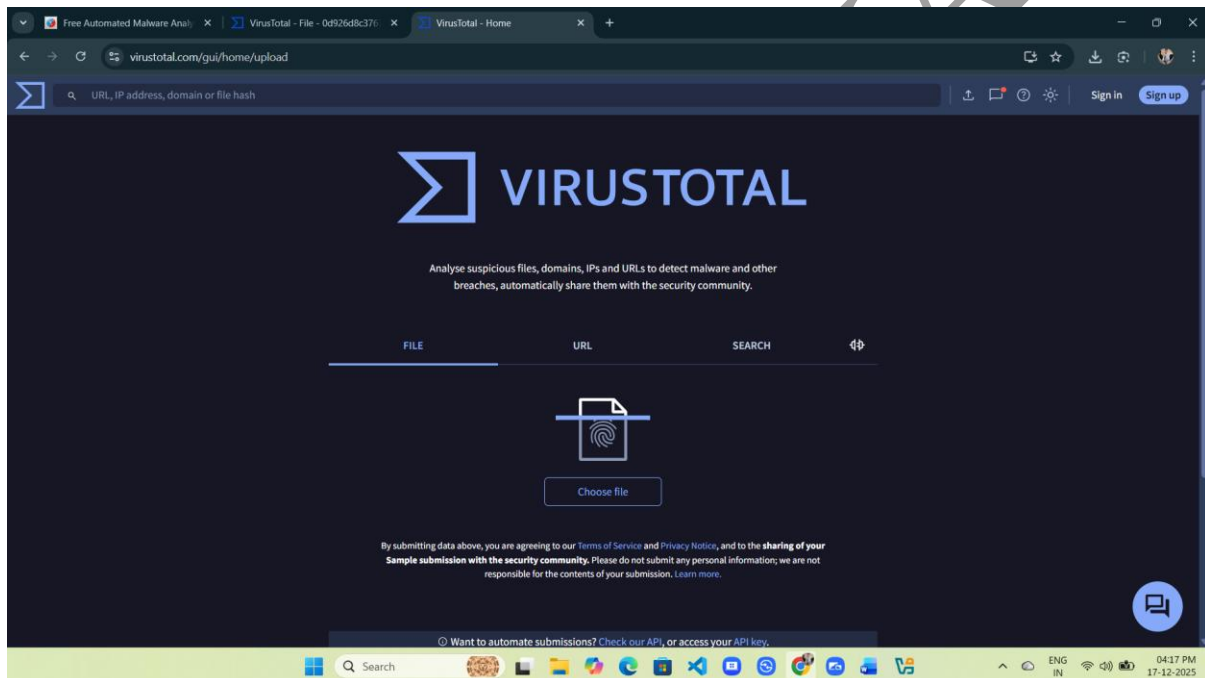 Free Automated Malware Analy
VirusTotal - File - 0d926d8c376
VirusTotal - Home
virustotal.com/gui/home/upload
URL, IP address, domain or file hash
Sign in
Sign up
VIRUSTOTAL
Analyse suspicious files, domains, IPs and URLs to detect malware and other
breaches, automatically share them with the security community.
FILE
URL
SEARCH
Choose file
By submitting data above, you are agreeing to our Terms of Service and Privacy Notice, and to the sharing of your
Sample submission with the security community. Please do not submit any personal information; we are not
responsible for the contents of your submission. Learn more.
Want to automate submissions? Check our API, or access your API key.
Search
ENG
IN
04:17 PM
17-12-2025